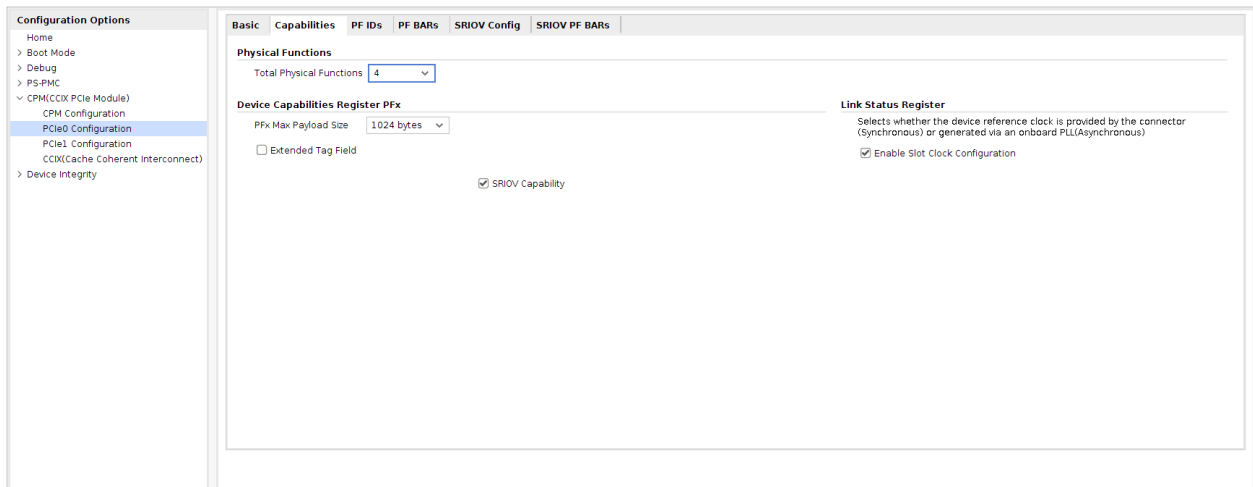 Configuration Options
Home
> Boot Mode
> Debug
> PS-PMC
CPM(CCIX PCIe Module)
CPM Configuration
PCIe0 Configuration
PCIe1 Configuration
CCIX(Cache Coherent Interconnect)
> Device Integrity
Basic Capabilities PF IDs PF BARs SRIOV Config SRIOV PF BARs
Physical Functions
Total Physical Functions 4
Device Capabilities Register PFx
PFx Max Payload Size 1024 bytes
Extended Tag Field
SRIOV Capability
Link Status Register
Selects whether the device reference clock is provided by the connector
(Synchronous) or generated via an onboard PLL(Asynchronous)
Enable Slot Clock Configuration